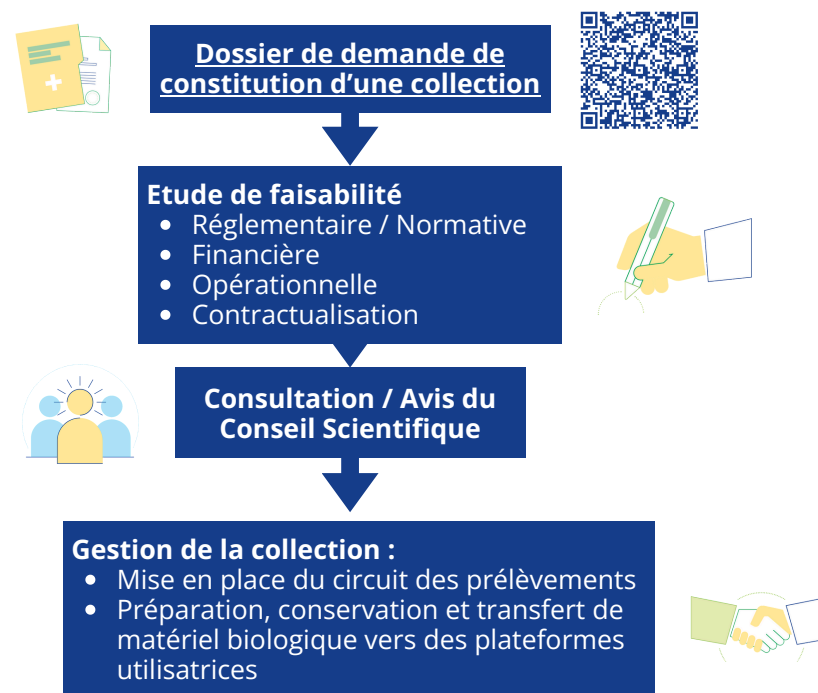 Dossier de demande de
constitution d’une collection
Etude de faisabilité
• Réglementaire / Normative
• Financière
• Opérationnelle
• Contractualisation
Consultation / Avis du
Conseil Scientifique
Gestion de la collection :
• Mise en place du circuit des prélèvements
• Préparation, conservation et transfert de
matériel biologique vers des plateformes
utilisatrices